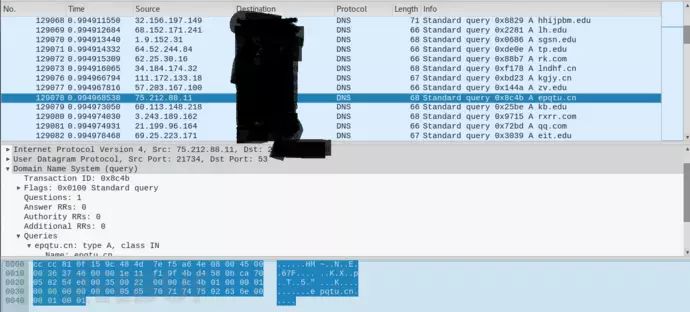 No. Time Source Destination Protocol Length Info
129068 0.994911550 32.156.197.149 DNS 71 Standard query 0x8829 A hhijpbm.edu
129069 0.994912684 68.152.171.241 DNS 66 Standard query 0x2281 A lh.edu
129070 0.994913440 1.9.152.31 DNS 68 Standard query 0x0686 A sgsn.edu
129071 0.994914332 64.52.244.84 DNS 66 Standard query 0xde0e A tp.edu
129072 0.994915309 62.25.30.16 DNS 66 Standard query 0x88b7 A rk.com
129073 0.994916065 34.184.174.32 DNS 68 Standard query 0xf178 A lndhf.cn
129076 0.994966794 111.172.133.18 DNS 67 Standard query 0xbd23 A kgjy.cn
129077 0.994967816 57.203.167.100 DNS 66 Standard query 0x144a A zv.edu
129078 0.994968538 75.212.88.11 DNS 68 Standard query 0x8c4b A epqtu.cn
129079 0.994973050 60.113.148.218 DNS 66 Standard query 0x25be A kb.edu
129080 0.994974030 3.243.189.162 DNS 68 Standard query 0x9715 A rxrr.com
129081 0.994974931 21.199.96.164 DNS 66 Standard query 0x72bd A qq.com
129082 0.994978468 69.25.223.171 DNS 67 Standard query 0x3039 A eit.edu
Internet Protocol Version 4, Src: 75.212.88.11, Dst: 2
User Datagram Protocol, Src Port: 21734, Dst Port: 53
Domain Name System (query)
Transaction ID: 0x8c4b
Flags: 0x0100 Standard query
Questions: 1
Answer RRs: 0
Authority RRs: 0
Additional RRs: 0
Queries
epqtu.cn: type A, class IN
Name: epqtu.cn
0000 cc cc 81 0f 15 9c 48 4d 7e f5 a6 4e 08 00 45 00 ......HM ~..N..E.
0010 00 36 37 46 00 00 1e 11 f1 9f 4b d4 58 0b ca 70 .67F.... ..K.X..p
0020 05 82 54 e6 00 35 00 22 00 00 8c 4b 01 00 00 01 ..T..5." ...K....
0030 00 00 00 00 00 00 05 65 70 71 74 75 02 63 6e 00 .......e pqtu.cn.
0040 00 01 00 01 ....